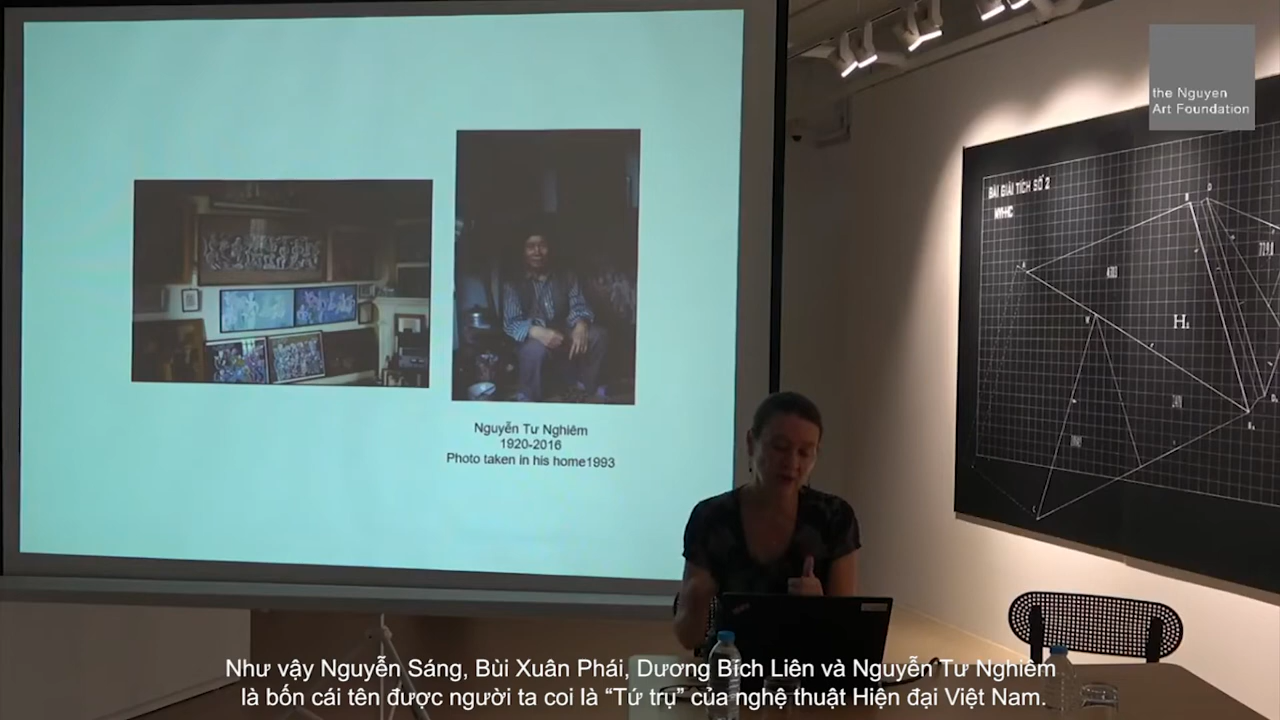 the Nguyen
Art Foundation
BÀI GIẢI TÍCH SỐ 2
Nguyễn Tư Nghiêm
1920-2016
Photo taken in his home1993
Như vậy Nguyễn Sáng, Bùi Xuân Phái, Dương Bích Liên và Nguyễn Tư Nghiêm
là bốn cái tên được người ta coi là “Tứ trụ” của nghệ thuật Hiện đại Việt Nam.